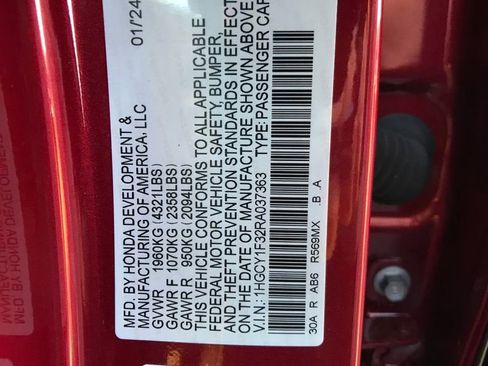 MFD. BY HONDA DEVELOPMENT & 01/24
MANUFACTURING OF AMERICA, LLC
GVWR 1960KG (4321LBS)
GAWR F 1070KG (2358LBS)
GAWR R 950KG (2094LBS)
THIS VEHICLE CONFORMS TO ALL APPLICABLE
FEDERAL MOTOR VEHICLE SAFETY, BUMPER,
AND THEFT PREVENTION STANDARDS IN EFFECT
ON THE DATE OF MANUFACTURE SHOWN ABOVE
V.I.N.: 1HGCY1F32RA037363 TYPE:PASSENGER CAR
30A R AB6 R569MX .B .A